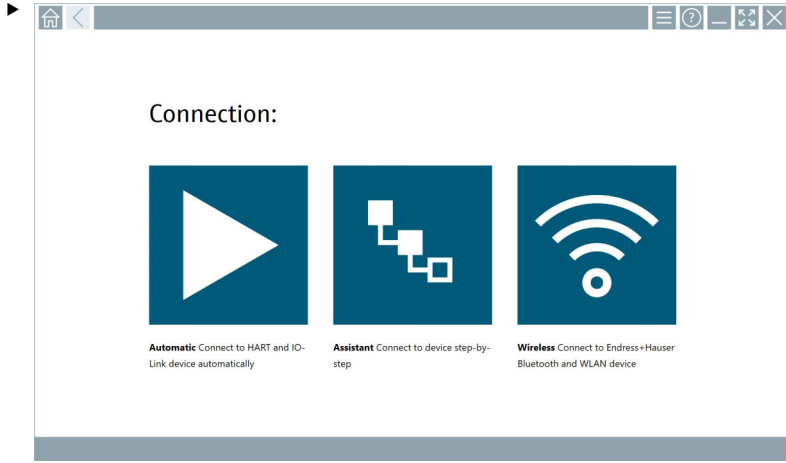 ?
Connection:
Automatic Connect to HART and IO-
Link device automatically
Assistant Connect to device step-by-
step
Wireless Connect to Endress+Hauser
Bluetooth and WLAN device